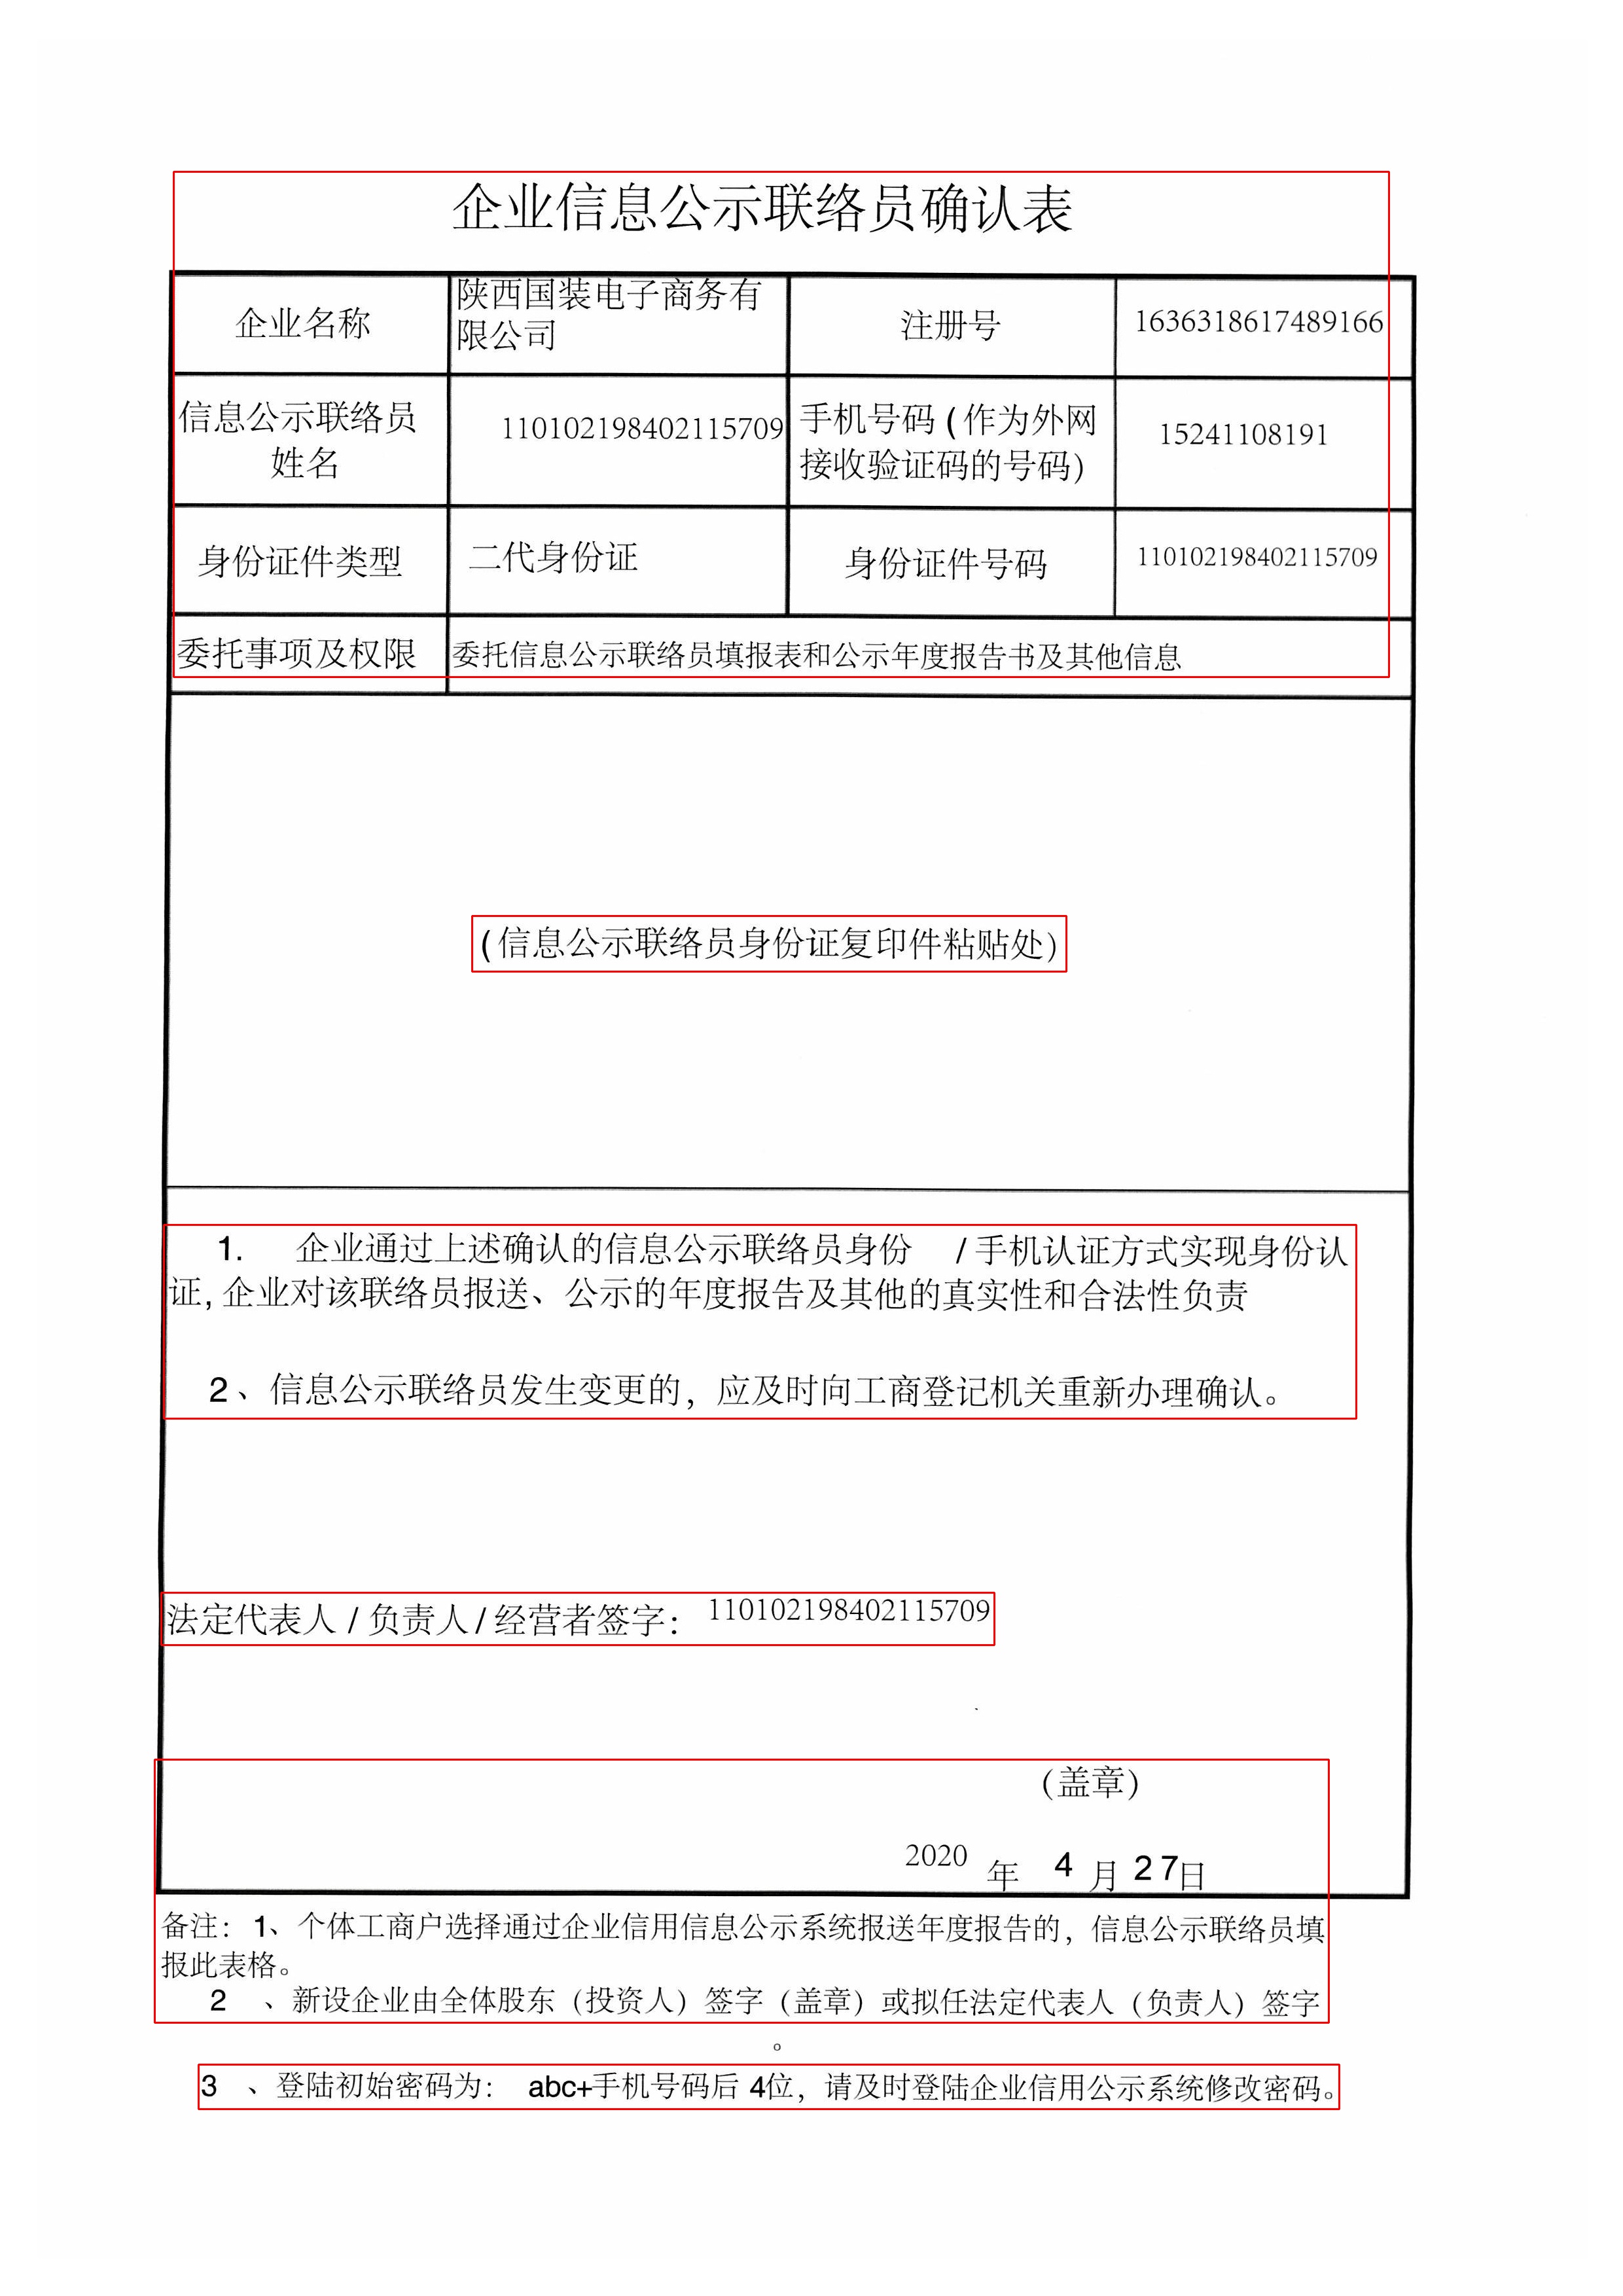 企业信息公示联络员确认表
企业名称 陕西国装电子商务有限公司 注册号 1636318617489166
信息公示联络员姓名 110102198402115709 手机号码(作为外网接收验证码的号码) 15241108191
身份证件类型 二代身份证 身份证件号码 110102198402115709
委托事项及权限 委托信息公示联络员填报表和公示年度报告书及其他信息
(信息公示联络员身份证复印件粘贴处)
1. 企业通过上述确认的信息公示联络员身份 /手机认证方式实现身份认
证,企业对该联络员报送、公示的年度报告及其他的真实性和合法性负责
2、信息公示联络员发生变更的，应及时向工商登记机关重新办理确认。
法定代表人/负责人/经营者签字： 110102198402115709
（盖章）
2020 年 4 月 27日
备注： 1、个体工商户选择通过企业信用信息公示系统报送年度报告的，信息公示联络员填
报此表格。
2 、新设企业由全体股东（投资人）签字（盖章）或拟任法定代表人（负责人）签字
。
3 、登陆初始密码为： abc+手机号码后 4位，请及时登陆企业信用公示系统修改密码。